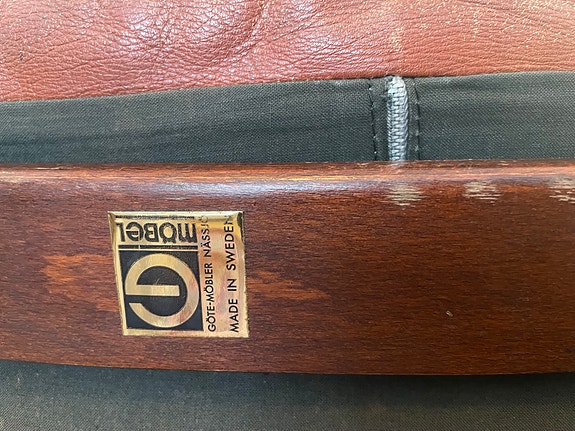 möbel
G
GÖTE-MÖBLER NÄSSJÖ
MADE IN SWEDEN